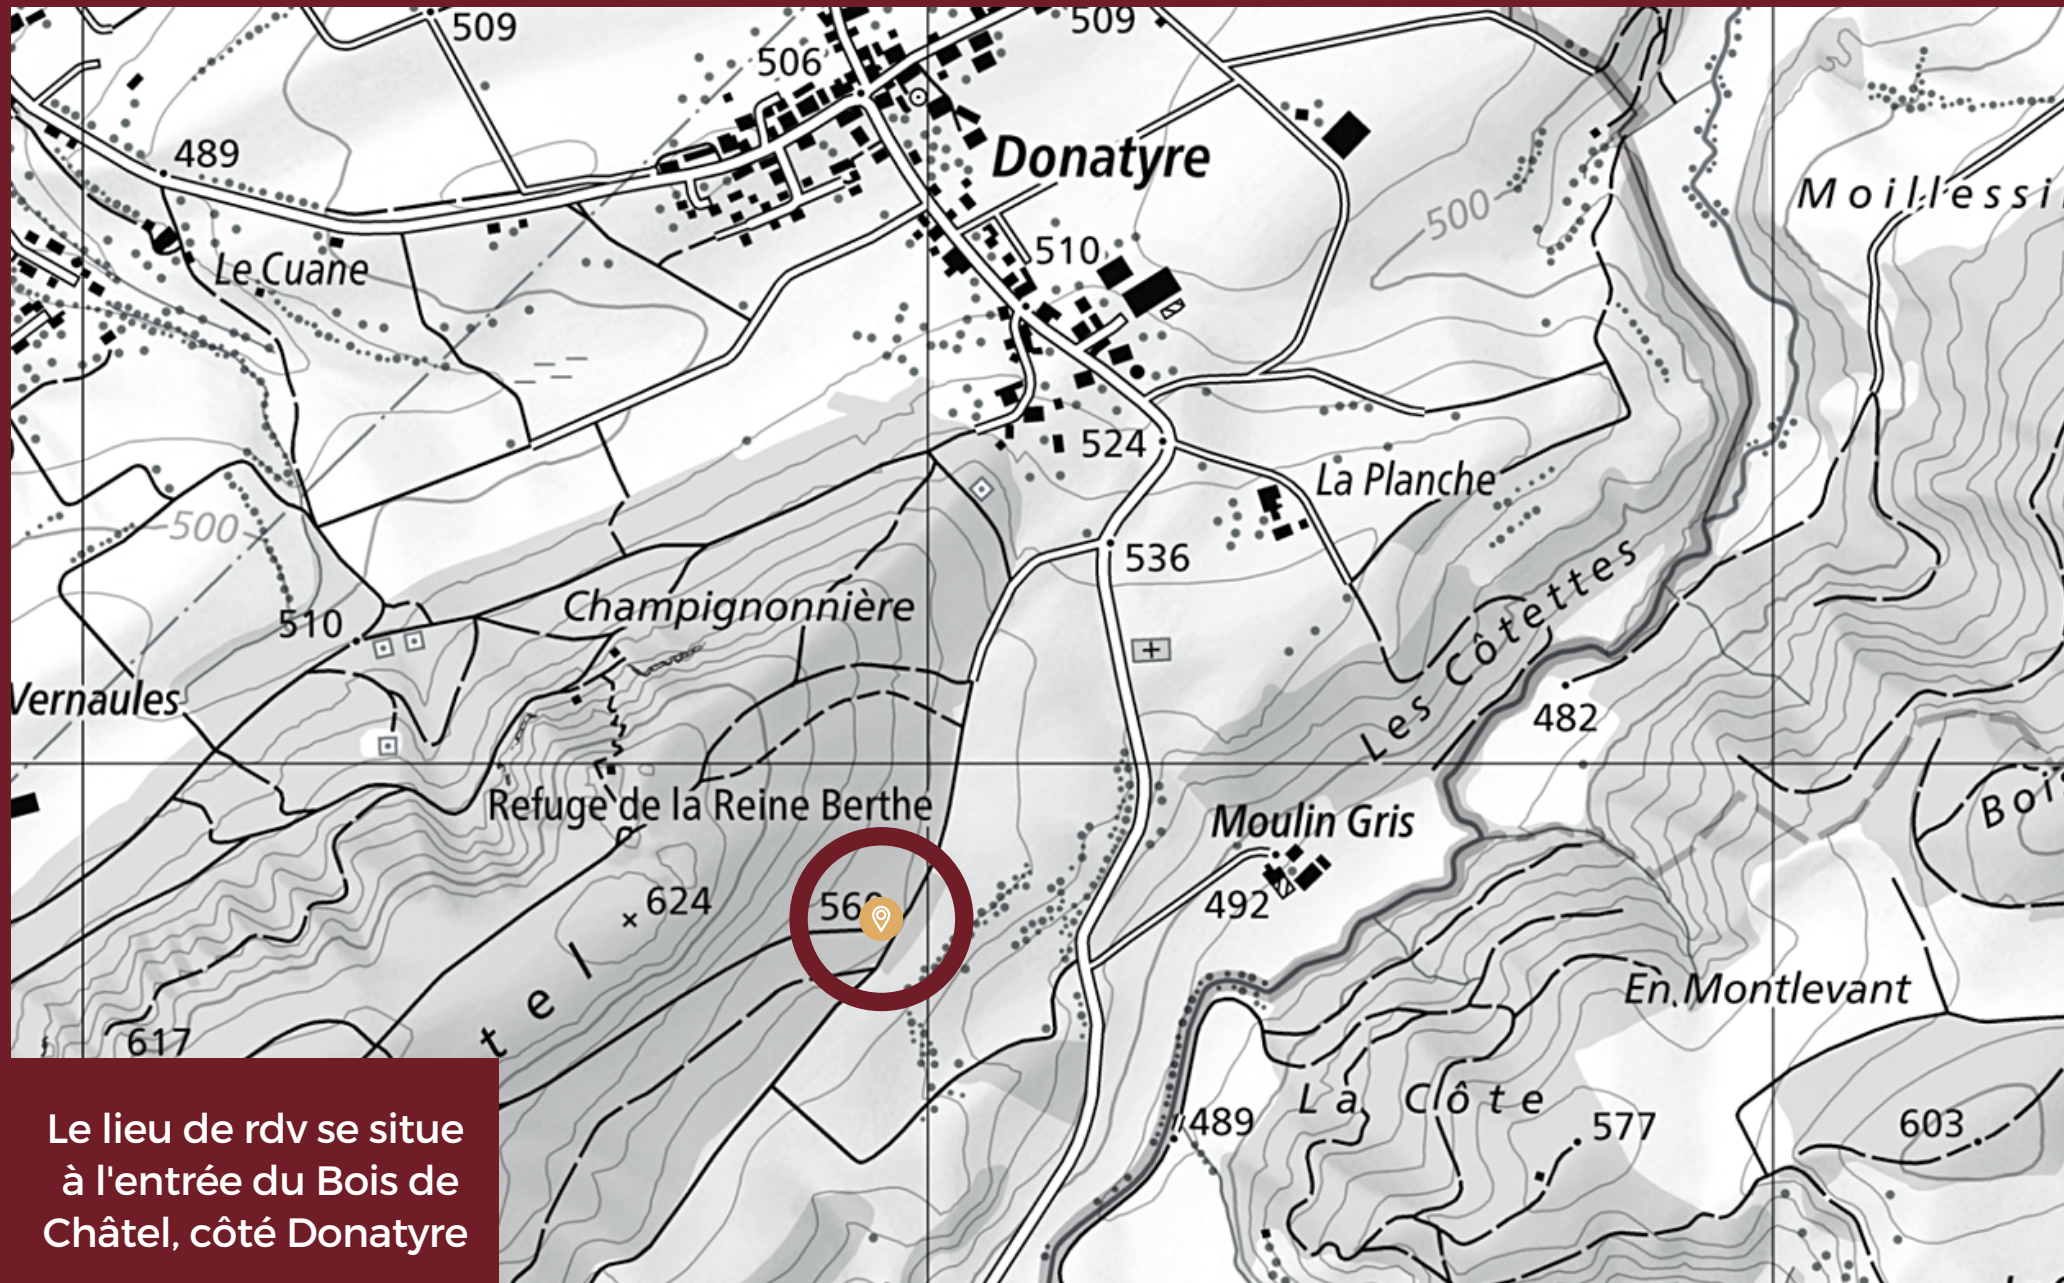 509
509
506
489
Donatyre
Moillessi
500
510
Le Cuane
524
La Planche
500
536
Champignonnière
510
Les Côtettes
Vernaules
482
Refuge de la Reine Berthe
Moulin Gris
Boi
624
492
En Montlevant
tel
617
La Côte
489
577
603
Le lieu de rdv se situe
à l'entrée du Bois de
Châtel, côté Donatyre